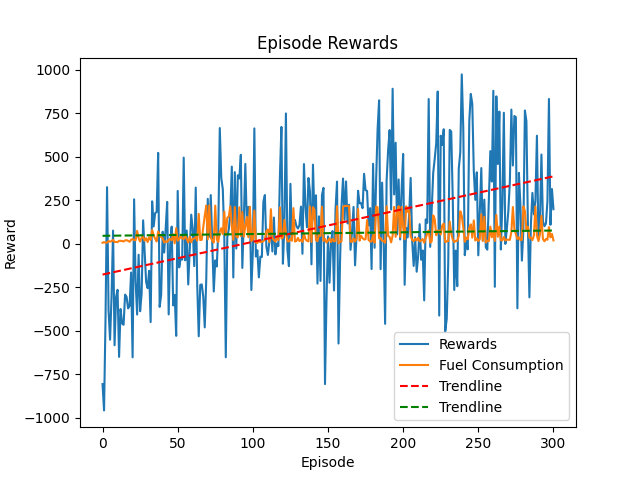 Episode Rewards
1000
750
500
250
0
−250
−500
−750
−1000
Reward
0
50
100
150
200
250
300
Episode
Rewards
Fuel Consumption
Trendline
Trendline